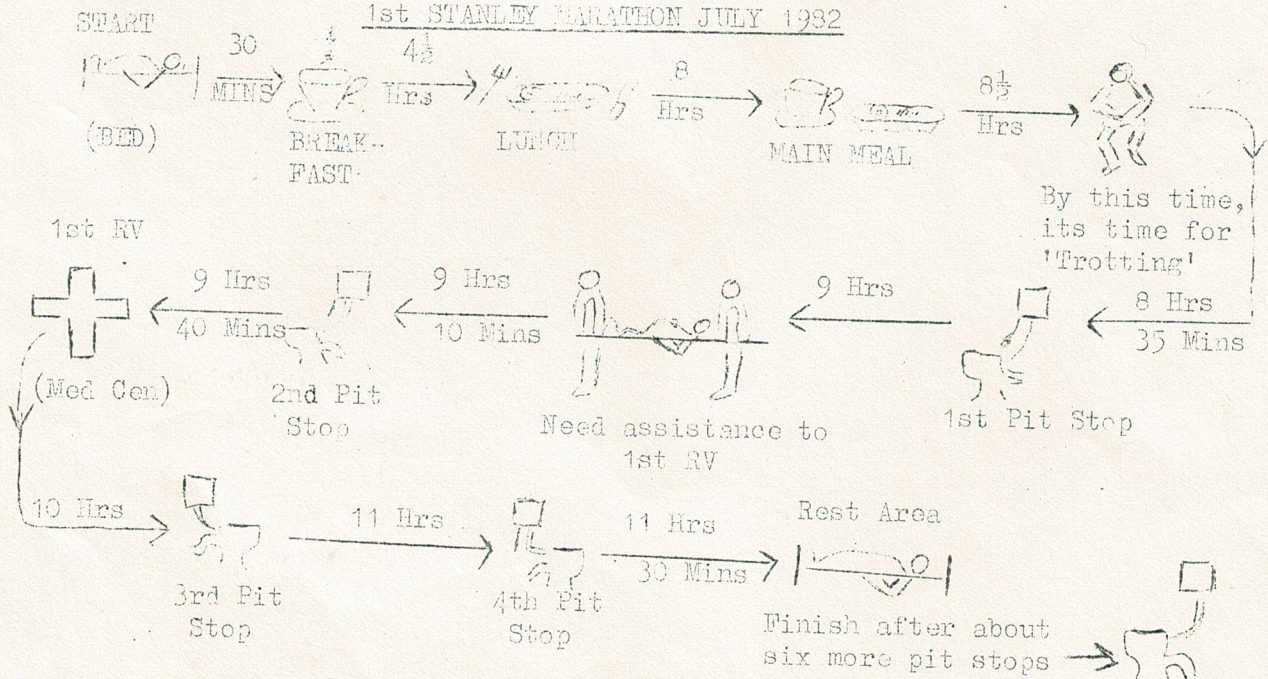 1st STANLEY MARATHON JULY 1982
START
30
MINS
4½
Hrs
8
Hrs
8½
Hrs
(BED)
BREAK-
FAST
LUNCH
MAIN MEAL
By this time,
its time for
'Trotting'
1st RV
9 Hrs
40 Mins
9 Hrs
10 Mins
9 Hrs
8 Hrs
35 Mins
(Med Cen)
2nd Pit
Stop
Need assistance to
1st RV
1st Pit Stop
10 Hrs
11 Hrs
11 Hrs
30 Mins
Rest Area
3rd Pit
Stop
4th Pit
Stop
Finish after about
six more pit stops